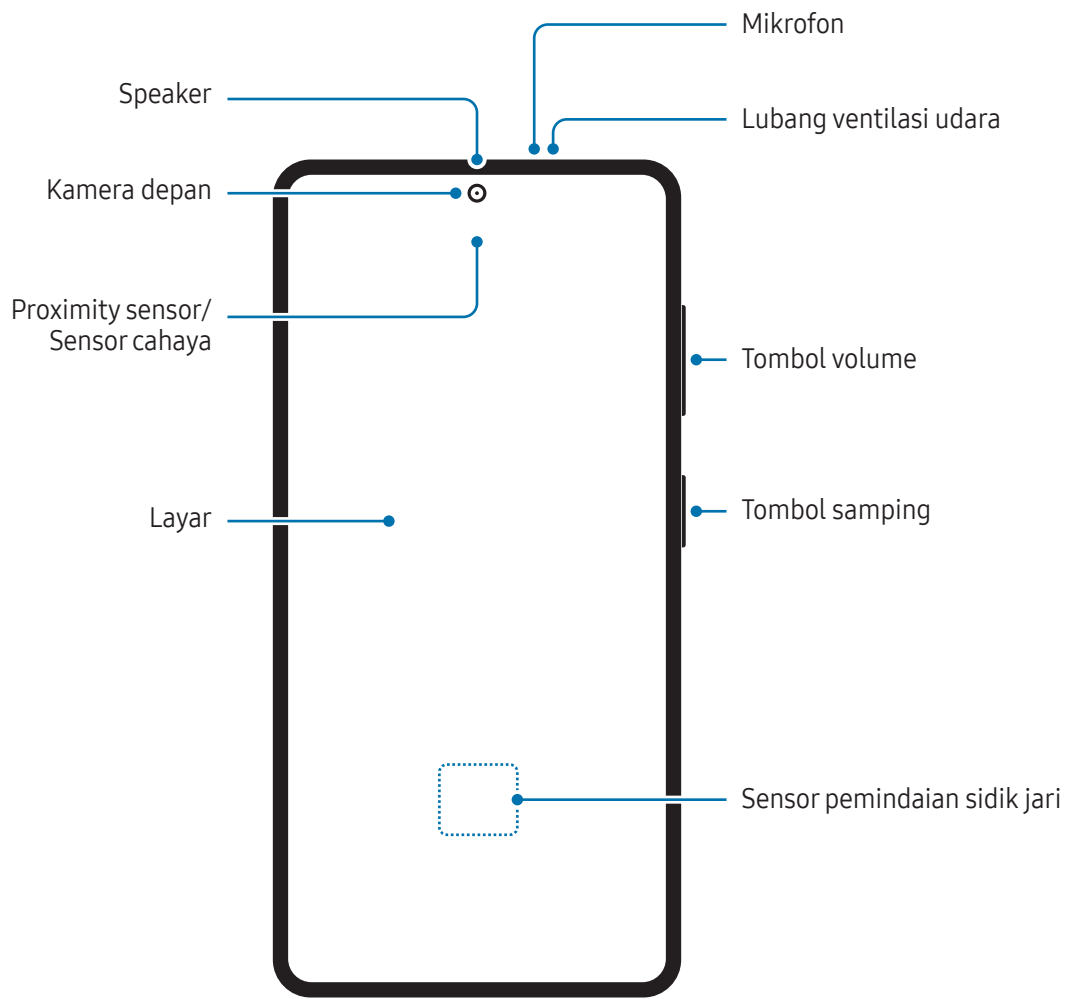 Mikrofon
Speaker
Lubang ventilasi udara
Kamera depan
Proximity sensor/
Sensor cahaya
Tombol volume
Layar
Tombol samping
Sensor pemindaian sidik jari